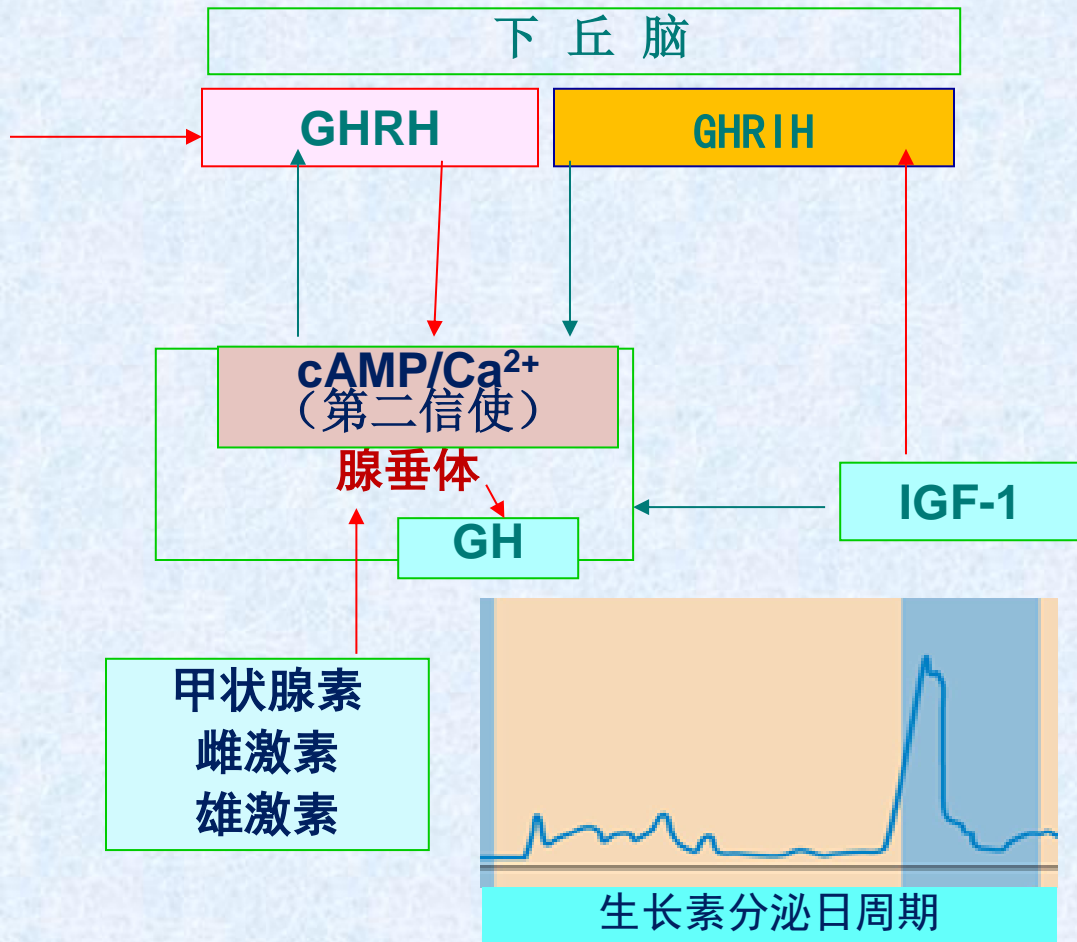 下 丘 脑
GHRH
GHRIH
cAMP/Ca²⁺
（第二信使）
腺垂体
GH
IGF-1
甲状腺素
雌激素
雄激素
生长素分泌日周期